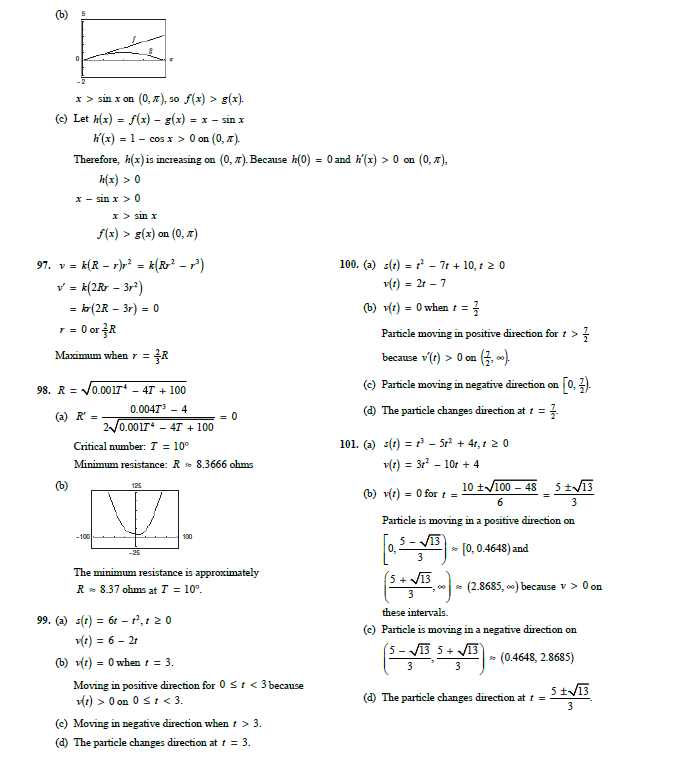 (b)
5
f
g
0
π
−2
x > sin x on (0, π), so f(x) > g(x).
(c) Let h(x) = f(x) − g(x) = x − sin x
h′(x) = 1 − cos x > 0 on (0, π).
Therefore, h(x) is increasing on (0, π). Because h(0) = 0 and h′(x) > 0 on (0, π),
h(x) > 0
x − sin x > 0
x > sin x
f(x) > g(x) on (0, π)
97. v = k(R − r)r² = k(Rr² − r³)
v′ = k(2Rr − 3r²)
= kr(2R − 3r) = 0
r = 0 or 2/3 R
Maximum when r = 2/3 R
98. R = √(0.001T⁴ − 4T + 100)
(a) R′ = (0.004T³ − 4)/(2√(0.001T⁴ − 4T + 100)) = 0
Critical number: T = 10°
Minimum resistance: R ≈ 8.3666 ohms
(b)
125
−100
100
−25
The minimum resistance is approximately
R ≈ 8.37 ohms at T = 10°.
99. (a) s(t) = 6t − t², t ≥ 0
v(t) = 6 − 2t
(b) v(t) = 0 when t = 3.
Moving in positive direction for 0 ≤ t < 3 because
v(t) > 0 on 0 ≤ t < 3.
(c) Moving in negative direction when t > 3.
(d) The particle changes direction at t = 3.
100. (a) s(t) = t² − 7t + 10, t ≥ 0
v(t) = 2t − 7
(b) v(t) = 0 when t = 7/2
Particle moving in positive direction for t > 7/2
because v′(t) > 0 on (7/2, ∞).
(c) Particle moving in negative direction on [0, 7/2).
(d) The particle changes direction at t = 7/2.
101. (a) s(t) = t³ − 5t² + 4t, t ≥ 0
v(t) = 3t² − 10t + 4
(b) v(t) = 0 for t = (10 ±√(100 − 48))/6 = (5 ±√13)/3
Particle is moving in a positive direction on
[0, (5 − √13)/3) ≈ [0, 0.4648) and
((5 + √13)/3, ∞) ≈ (2.8685, ∞) because v > 0 on
these intervals.
(c) Particle is moving in a negative direction on
((5 − √13)/3, (5 + √13)/3) ≈ (0.4648, 2.8685)
(d) The particle changes direction at t = (5 ±√13)/3.